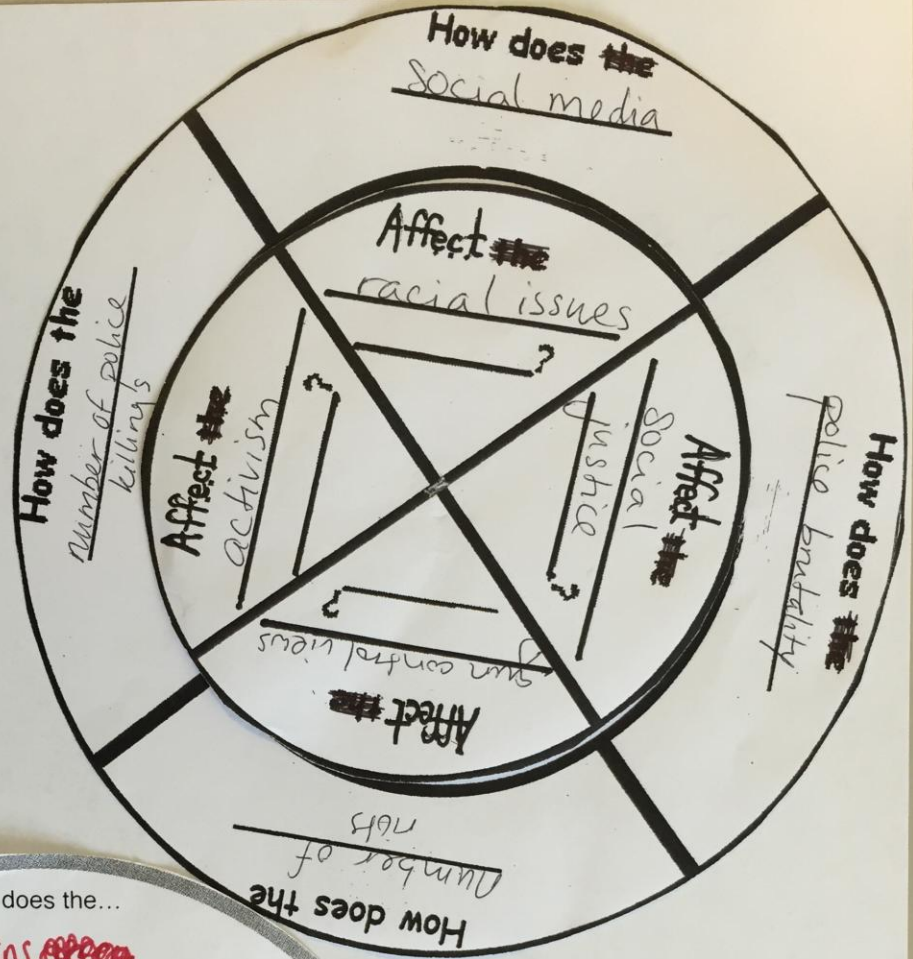 How does the
social media
Affect the
racial issues
?
How does the
police brutality
Affect the
social
justice
?
How does the
number of
riots
Affect the
gun control views
?
How does the
number of police
killings
Affect the
activism
?
does the...